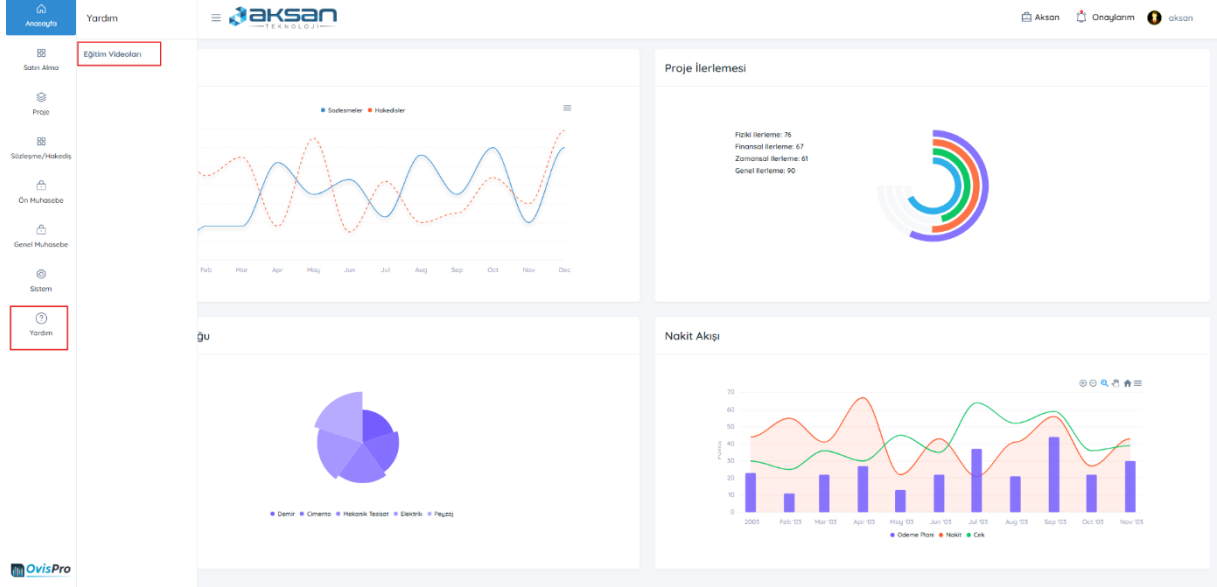 Anasayfa
Satın Alma
Proje
Sözleşme/Hakediş
Ön Muhasebe
Genel Muhasebe
Sistem
Yardım
OvisPro
Yardım
Eğitim Videoları
aksan
TEKNOLOJİ
Aksan
Onaylarım
aksan
Sozlesmeler
Hakedisler
Feb Mar Apr May Jun Jul Aug Sep Oct Nov Dec
Proje İlerlemesi
Fiziki Ilerleme: 76
Finansal Ilerleme: 67
Zamansal Ilerleme: 61
Genel Ilerleme: 90
ğu
Demir Cimento Mekanik Tesisat Elektrik Peyzaj
Nakit Akışı
70
60
50
40
30
20
10
0
2003 Feb '03 Mar '03 Apr '03 May '03 Jun '03 Jul '03 Aug '03 Sep '03 Oct '03 Nov '03
Odeme Plani Nakit Cek